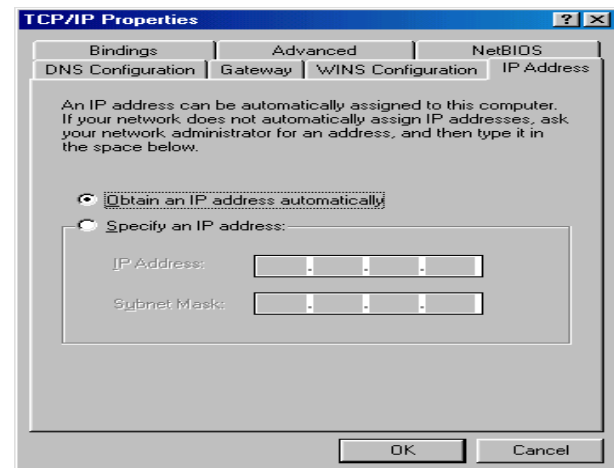 TCP/IP Properties
Bindings Advanced NetBIOS
DNS Configuration Gateway WINS Configuration IP Address
An IP address can be automatically assigned to this computer.
If your network does not automatically assign IP addresses, ask
your network administrator for an address, and then type it in
the space below.
Obtain an IP address automatically
Specify an IP address:
IP Address:
Subnet Mask:
OK Cancel